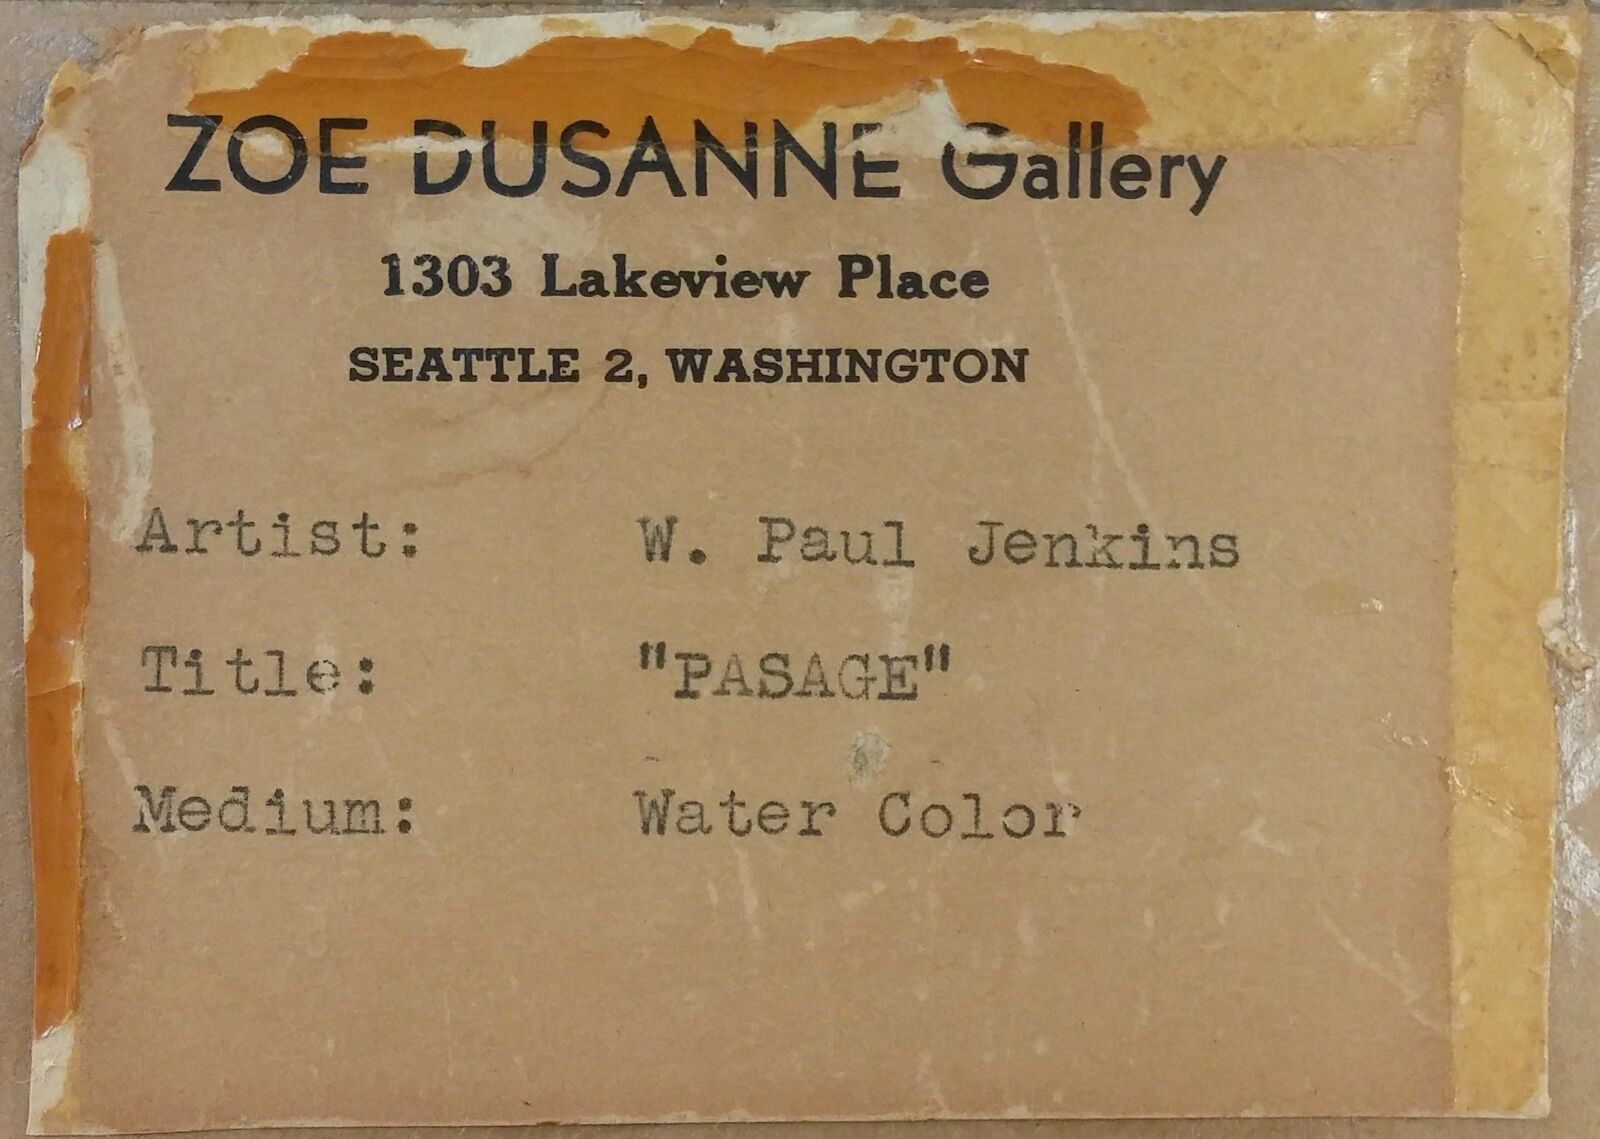 ZOE DUSANNE Gallery
1303 Lakeview Place
SEATTLE 2, WASHINGTON
Artist: W. Paul Jenkins
Title: "PASAGE"
Medium: Water Color